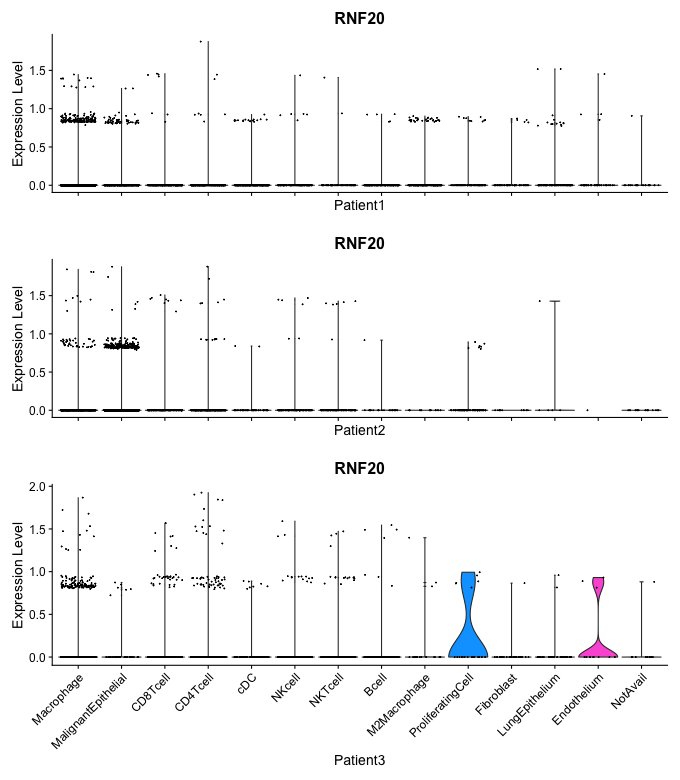 RNF20
Expression Level
1.5
1.0
0.5
0.0
Patient1
RNF20
Expression Level
1.5
1.0
0.5
0.0
Patient2
RNF20
Expression Level
2.0
1.5
1.0
0.5
0.0
Macrophage
MalignantEpithelial
CD8Tcell
CD4Tcell
cDC
NKcell
NKTcell
Bcell
M2Macrophage
ProliferatingCell
Fibroblast
LungEpithelium
Endothelium
NotAvail
Patient3